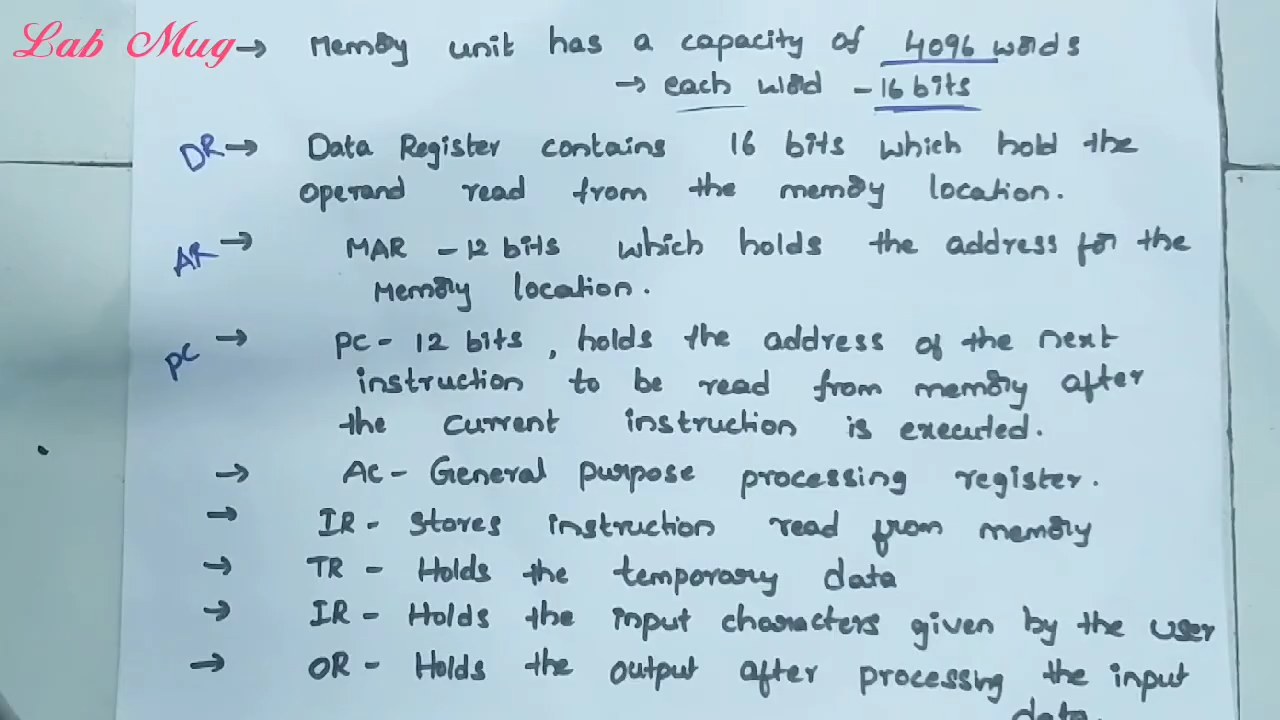 Lab Mug
→ Memory unit has a capacity of 4096 words
→ each word - 16 bits
DR → Data Register contains 16 bits which hold the
operand read from the memory location.
AR → MAR - 12 bits which holds the address for the
Memory location.
PC → PC - 12 bits, holds the address of the next
instruction to be read from memory after
the current instruction is executed.
→ AC - General purpose processing register.
→ IR - Stores instruction read from memory
→ TR - Holds the temporary data
→ IR - Holds the input characters given by the user
→ OR - Holds the output after processing the input
data.